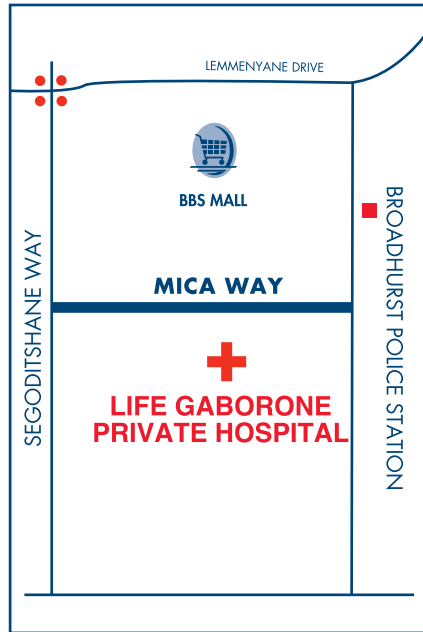 LEMMENYANE DRIVE
BBS MALL
BROADHURST POLICE STATION
SEGODITSHANE WAY
MICA WAY
LIFE GABORONE
PRIVATE HOSPITAL